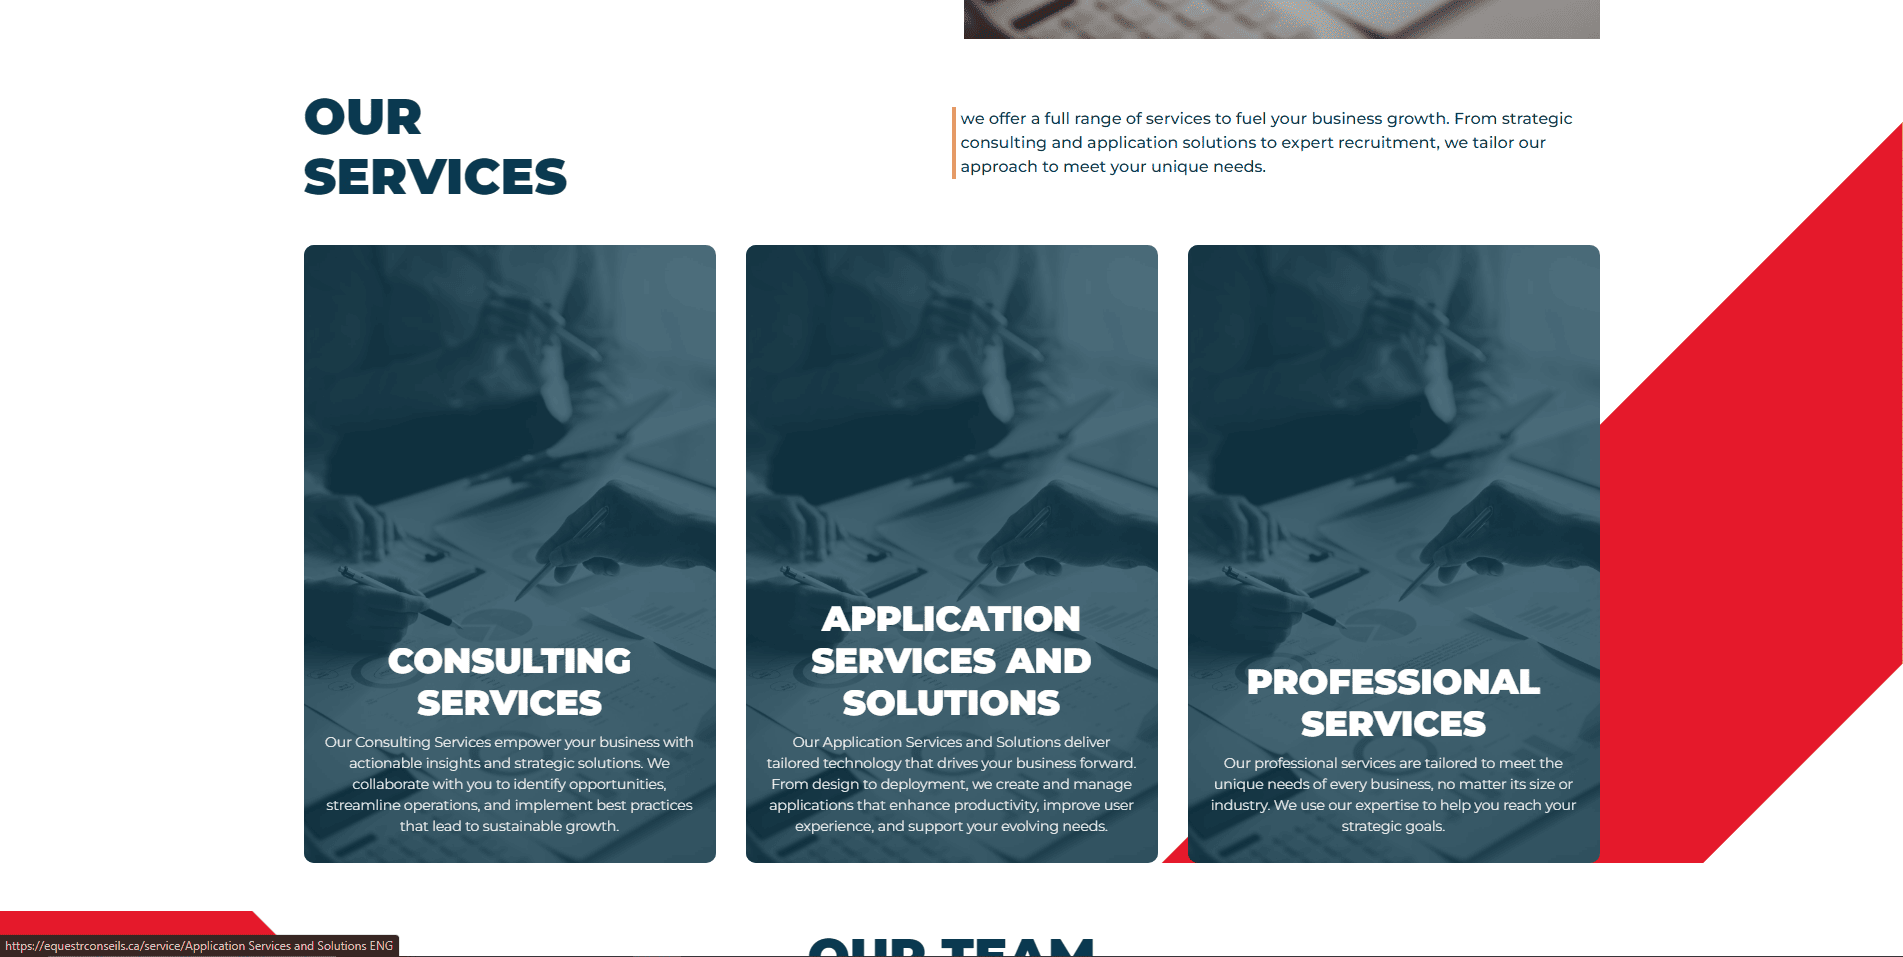 OUR
SERVICES
we offer a full range of services to fuel your business growth. From strategic
consulting and application solutions to expert recruitment, we tailor our
approach to meet your unique needs.
CONSULTING
SERVICES
Our Consulting Services empower your business with
actionable insights and strategic solutions. We
collaborate with you to identify opportunities,
streamline operations, and implement best practices
that lead to sustainable growth.
APPLICATION
SERVICES AND
SOLUTIONS
Our Application Services and Solutions deliver
tailored technology that drives your business forward.
From design to deployment, we create and manage
applications that enhance productivity, improve user
experience, and support your evolving needs.
PROFESSIONAL
SERVICES
Our professional services are tailored to meet the
unique needs of every business, no matter its size or
industry. We use our expertise to help you reach your
strategic goals.
OUR TEAM
https://equestrconseils.ca/service/Application Services and Solutions ENG